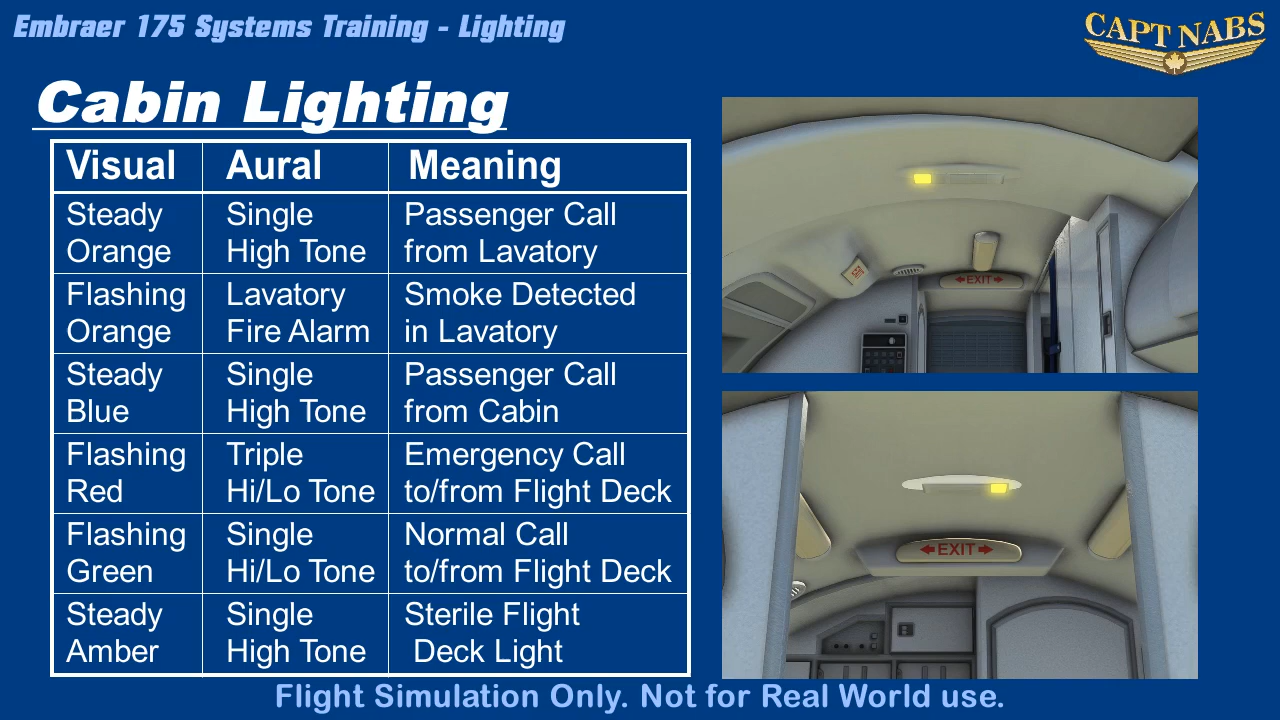 Embraer 175 Systems Training - Lighting
CAPT NABS
Cabin Lighting
Visual Aural Meaning
Steady Single Passenger Call
Orange High Tone from Lavatory
Flashing Lavatory Smoke Detected
Orange Fire Alarm in Lavatory
Steady Single Passenger Call
Blue High Tone from Cabin
Flashing Triple Emergency Call
Red Hi/Lo Tone to/from Flight Deck
Flashing Single Normal Call
Green Hi/Lo Tone to/from Flight Deck
Steady Single Sterile Flight
Amber High Tone Deck Light
EXIT
EXIT
EXIT
Flight Simulation Only. Not for Real World use.